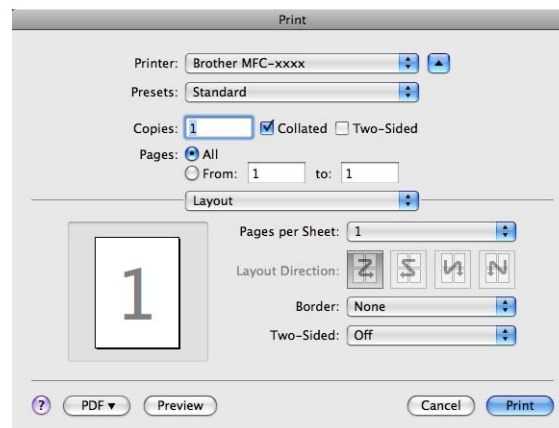 Print
Printer: Brother MFC-xxxx
Presets: Standard
Copies: 1 Collated Two-Sided
Pages: All
From: 1 to: 1
Layout
Pages per Sheet: 1
Layout Direction:
Border: None
Two-Sided: Off
1
? PDF▼ Preview Cancel Print